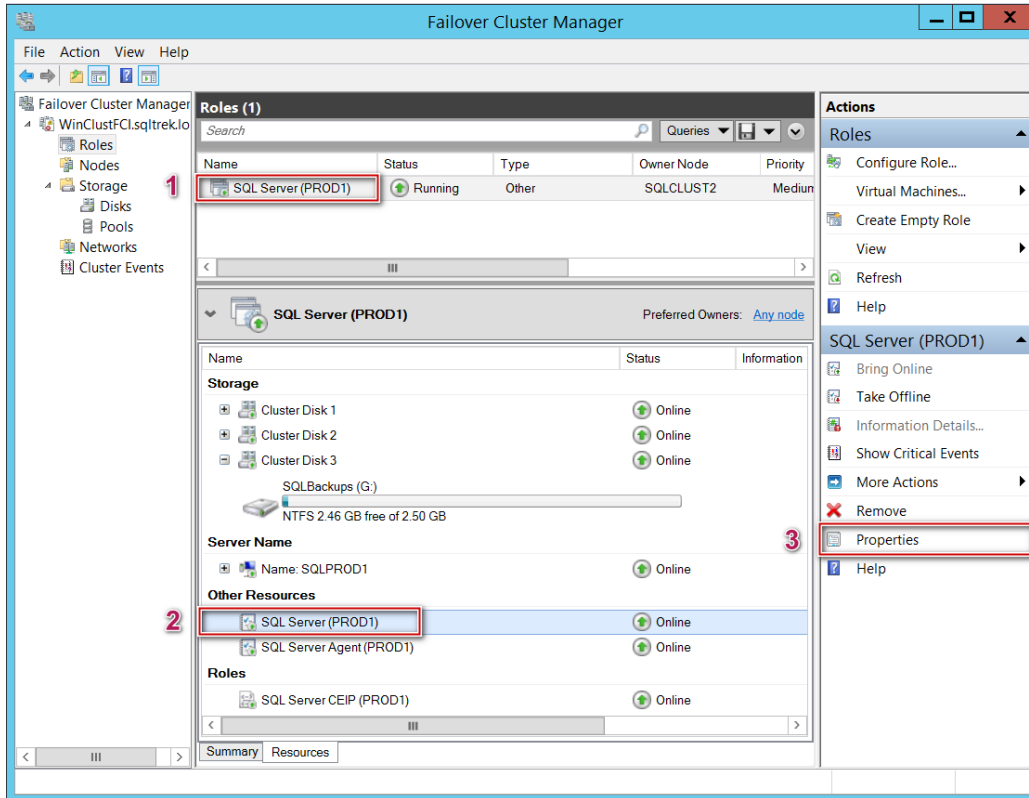 Failover Cluster Manager
File Action View Help
Failover Cluster Manager
WinClustFCI.sqltrek.lo
Roles
Nodes
Storage
Disks
Pools
Networks
Cluster Events
1
Roles (1)
Search
Queries
Name Status Type Owner Node Priority
SQL Server (PROD1) Running Other SQLCLUST2 Medium
SQL Server (PROD1) Preferred Owners: Any node
Name Status Information
Storage
Cluster Disk 1 Online
Cluster Disk 2 Online
Cluster Disk 3 Online
SQLBackups (G:)
NTFS 2.46 GB free of 2.50 GB
Server Name
Name: SQLPROD1 Online
Other Resources
2
SQL Server (PROD1) Online
SQL Server Agent (PROD1) Online
Roles
SQL Server CEIP (PROD1) Online
Summary Resources
Actions
Roles
Configure Role...
Virtual Machines...
Create Empty Role
View
Refresh
Help
SQL Server (PROD1)
Bring Online
Take Offline
Information Details...
Show Critical Events
More Actions
Remove
3
Properties
Help